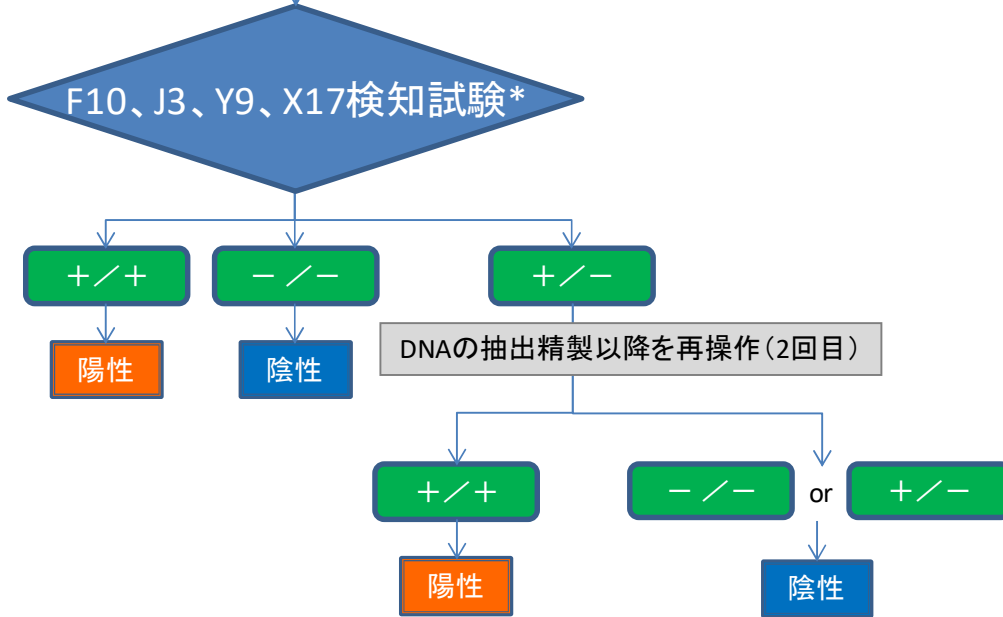 F10、J3、Y9、X17検知試験*
＋／＋
－／－
＋／－
陽性
陰性
DNAの抽出精製以降を再操作（2回目）
＋／＋
－／－ or ＋／－
陽性
陰性